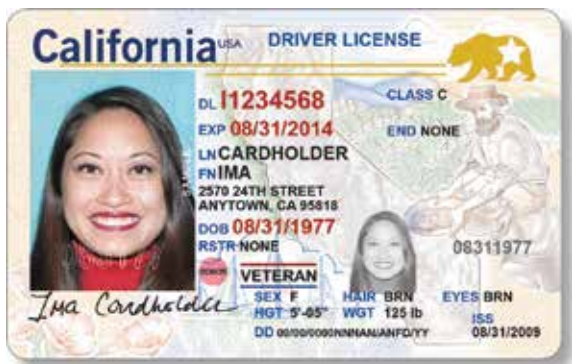 California USA DRIVER LICENSE
DL I1234568 CLASS C
EXP 08/31/2014 END NONE
LN CARDHOLDER
FN IMA
2570 24TH STREET
ANYTOWN, CA 95818
DOB 08/31/1977
RSTR NONE 08311977
DONOR
VETERAN
Ima Cardholder
SEX F HAIR BRN EYES BRN
HGT 5'-05" WGT 125 lb ISS
DD 00/00/0000NNNAN/ANFD/YY 08/31/2009